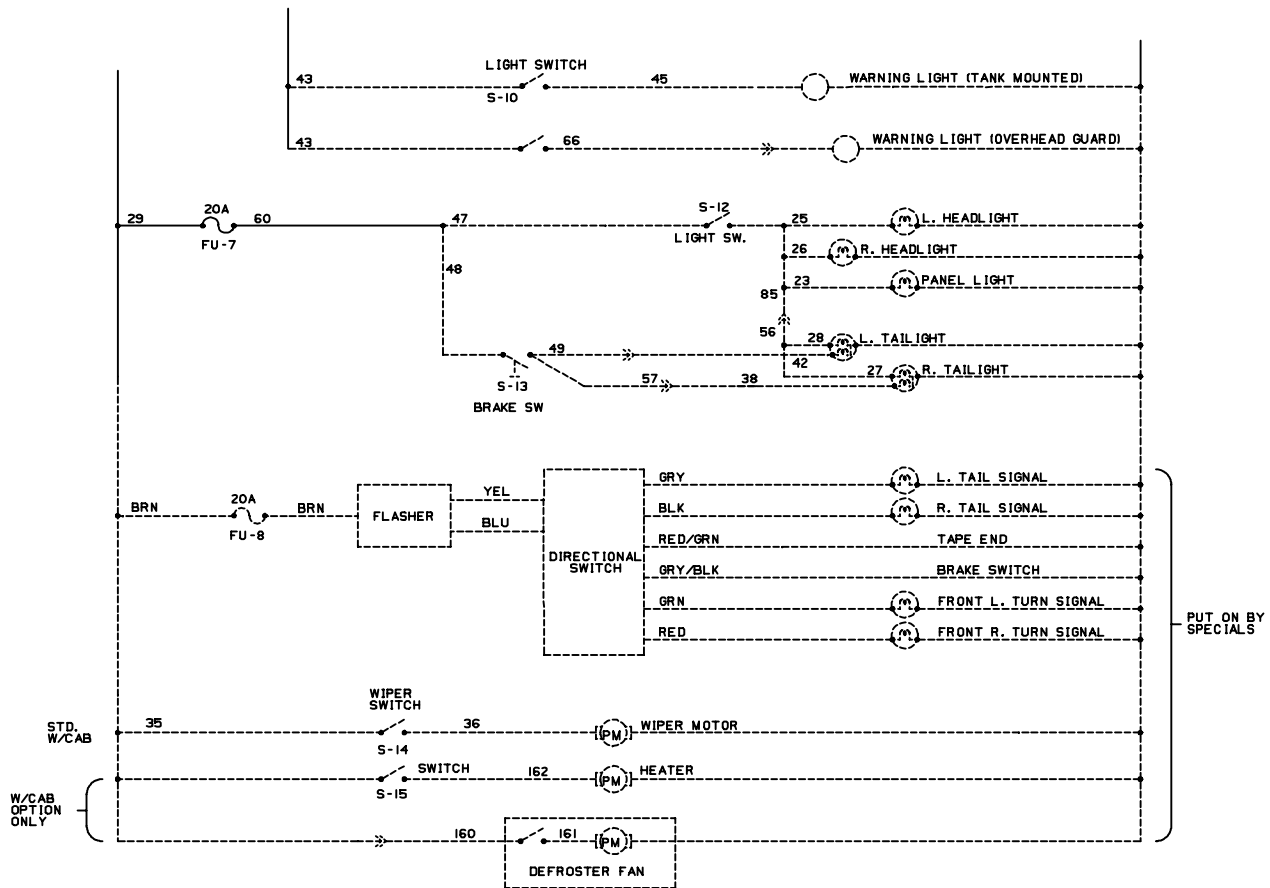 LIGHT SWITCH
43
S-10
45
WARNING LIGHT (TANK MOUNTED)
43
66
WARNING LIGHT (OVERHEAD GUARD)
29
20A
FU-7
60
47
S-12
LIGHT SW.
25
L. HEADLIGHT
26
R. HEADLIGHT
48
23
PANEL LIGHT
85
56
28
L. TAILIGHT
49
42
27
R. TAILIGHT
S-13
57
38
BRAKE SW
GRY
L. TAIL SIGNAL
BRN
20A
FU-8
BRN
FLASHER
YEL
BLU
BLK
R. TAIL SIGNAL
DIRECTIONAL
SWITCH
RED/GRN
TAPE END
GRY/BLK
BRAKE SWITCH
GRN
FRONT L. TURN SIGNAL
RED
FRONT R. TURN SIGNAL
PUT ON BY
SPECIALS
WIPER
SWITCH
STD.
W/CAB
35
S-14
36
PM
WIPER MOTOR
SWITCH
S-15
162
PM
HEATER
W/CAB
OPTION
ONLY
160
161
PM
DEFROSTER FAN